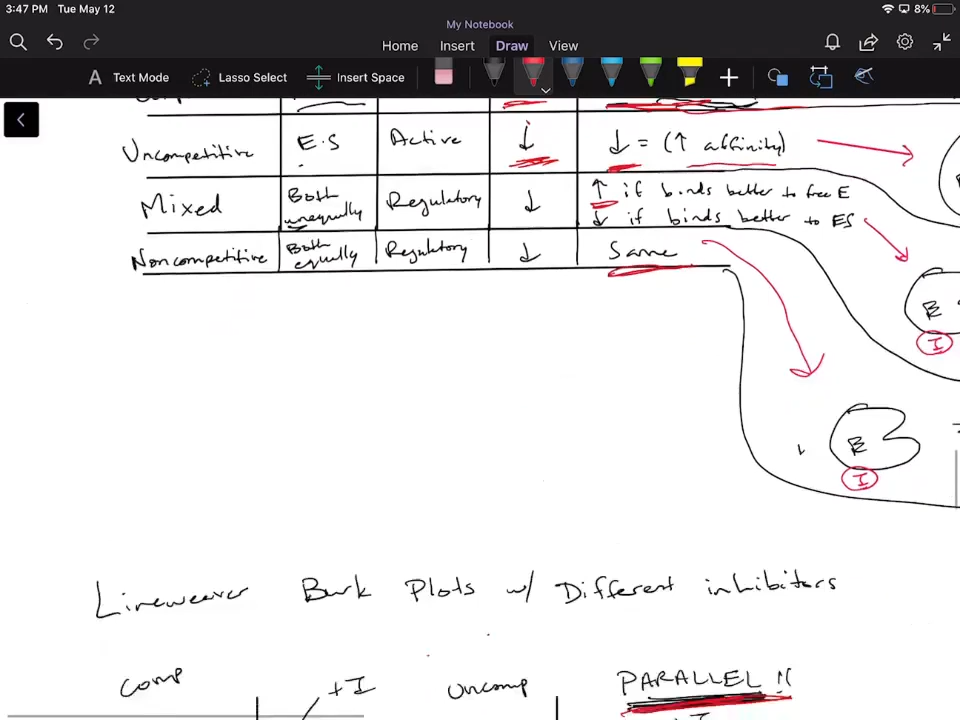 3:47 PM Tue May 12
8%
My Notebook
Home Insert Draw View
Text Mode Lasso Select Insert Space
Uncompetitive E·S Active ↓ ↓ = (↑ affinity)
Mixed Both unequally Regulatory ↓ ↑ if binds better to free E
↓ if binds better to ES
Noncompetitive Both equally Regulatory ↓ Same
E
I
E
I
Lineweaver Burk Plots w/ Different inhibitors
Comp +I Uncomp PARALLEL !!